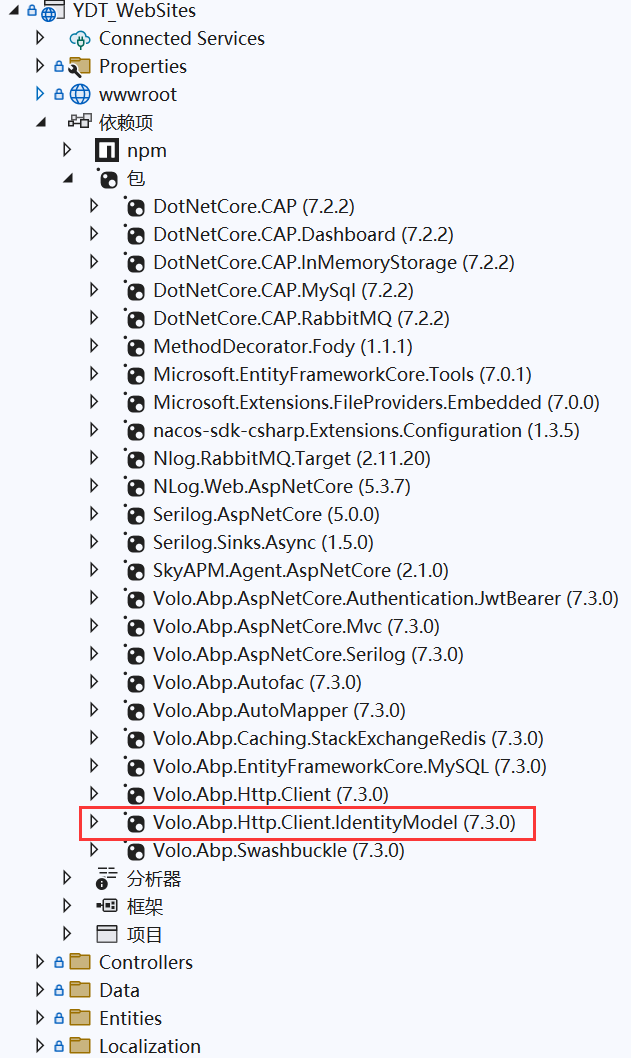 YDT_WebSites
Connected Services
Properties
wwwroot
依赖项
npm
包
DotNetCore.CAP (7.2.2)
DotNetCore.CAP.Dashboard (7.2.2)
DotNetCore.CAP.InMemoryStorage (7.2.2)
DotNetCore.CAP.MySql (7.2.2)
DotNetCore.CAP.RabbitMQ (7.2.2)
MethodDecorator.Fody (1.1.1)
Microsoft.EntityFrameworkCore.Tools (7.0.1)
Microsoft.Extensions.FileProviders.Embedded (7.0.0)
nacos-sdk-csharp.Extensions.Configuration (1.3.5)
Nlog.RabbitMQ.Target (2.11.20)
NLog.Web.AspNetCore (5.3.7)
Serilog.AspNetCore (5.0.0)
Serilog.Sinks.Async (1.5.0)
SkyAPM.Agent.AspNetCore (2.1.0)
Volo.Abp.AspNetCore.Authentication.JwtBearer (7.3.0)
Volo.Abp.AspNetCore.Mvc (7.3.0)
Volo.Abp.AspNetCore.Serilog (7.3.0)
Volo.Abp.Autofac (7.3.0)
Volo.Abp.AutoMapper (7.3.0)
Volo.Abp.Caching.StackExchangeRedis (7.3.0)
Volo.Abp.EntityFrameworkCore.MySQL (7.3.0)
Volo.Abp.Http.Client (7.3.0)
Volo.Abp.Http.Client.IdentityModel (7.3.0)
Volo.Abp.Swashbuckle (7.3.0)
分析器
框架
项目
Controllers
Data
Entities
Localization